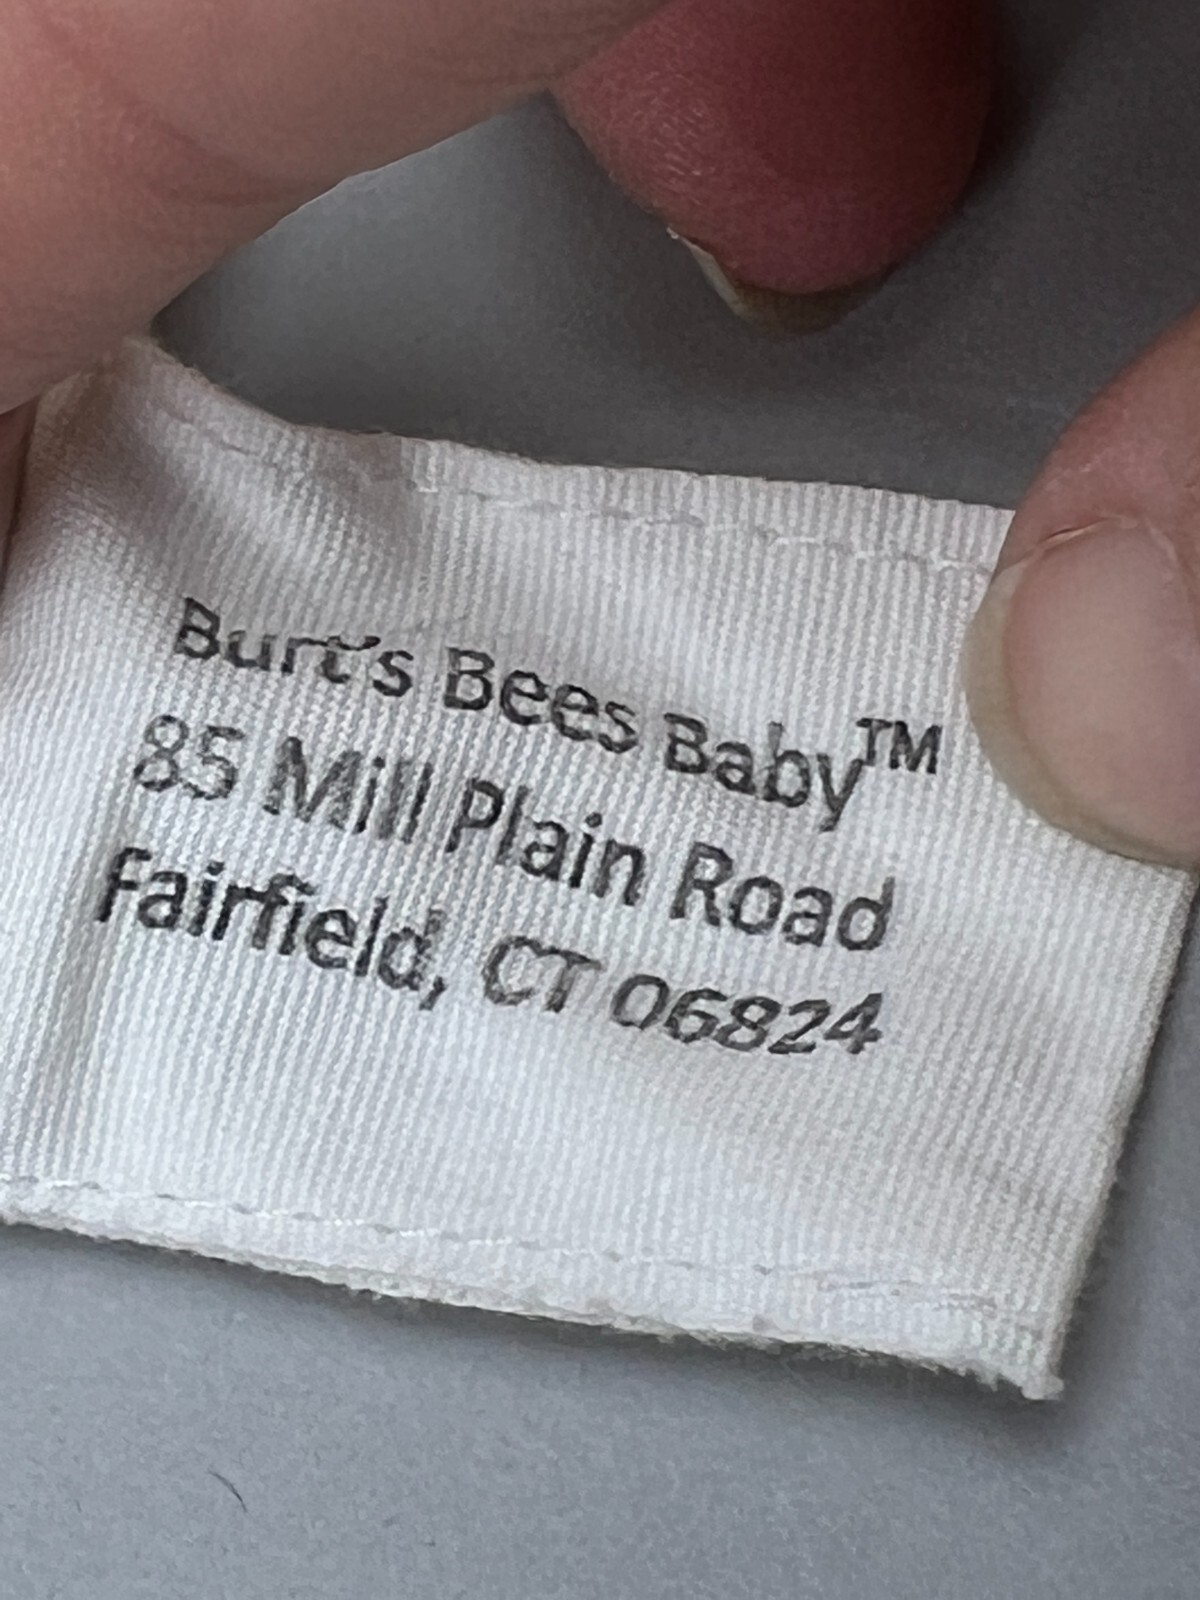 Burt's Bees Baby™
85 Mill Plain Road
Fairfield, CT 06824